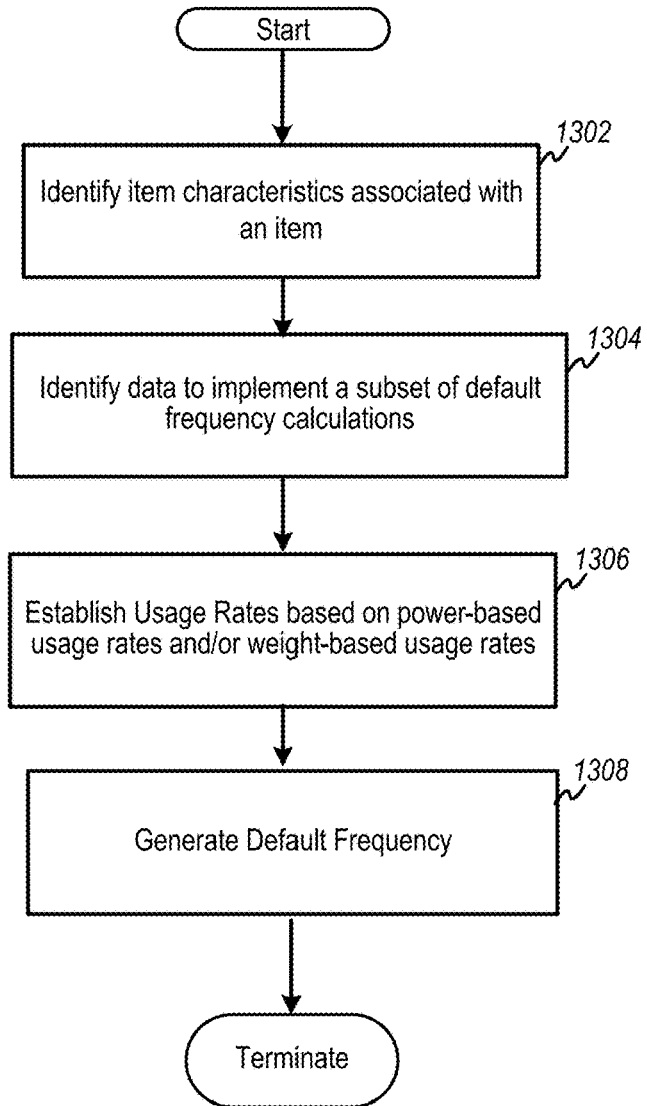 Start
1302
Identify item characteristics associated with
an item
1304
Identify data to implement a subset of default
frequency calculations
1306
Establish Usage Rates based on power-based
usage rates and/or weight-based usage rates
1308
Generate Default Frequency
Terminate